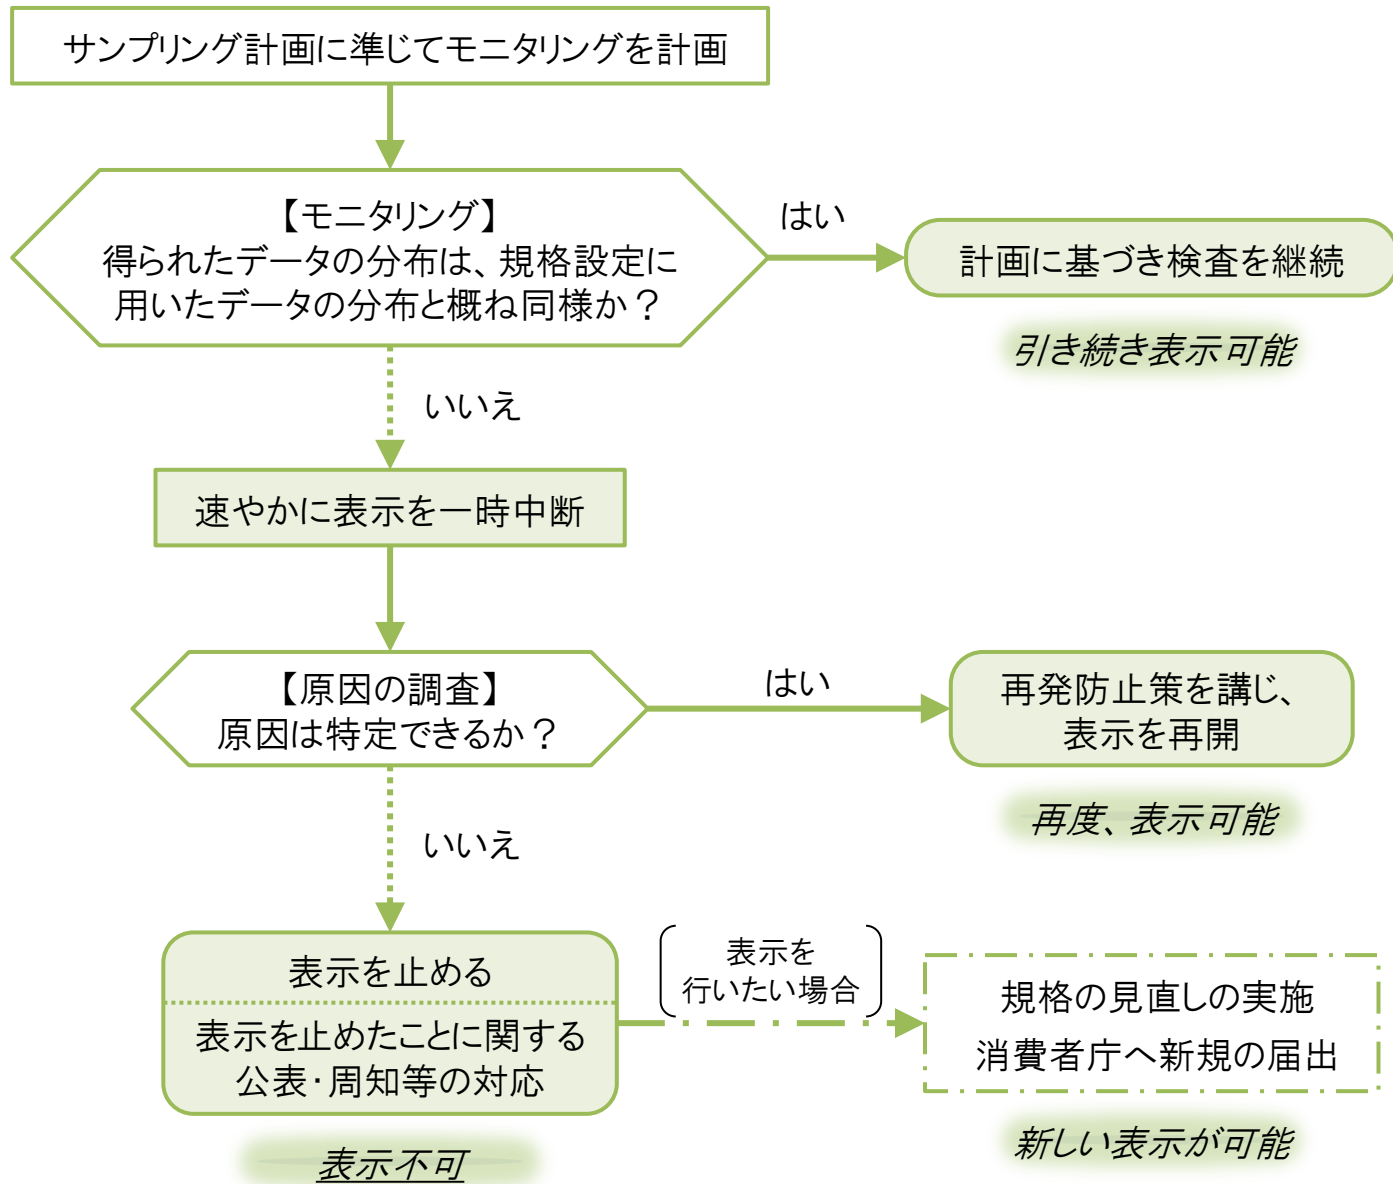 サンプリング計画に準じてモニタリングを計画
【モニタリング】
得られたデータの分布は、規格設定に
用いたデータの分布と概ね同様か？
はい
計画に基づき検査を継続
引き続き表示可能
いいえ
速やかに表示を一時中断
【原因の調査】
原因は特定できるか？
はい
再発防止策を講じ、
表示を再開
再度、表示可能
いいえ
表示を止める
表示を止めたことに関する
公表・周知等の対応
表示不可
表示を
行いたい場合
規格の見直しの実施
消費者庁へ新規の届出
新しい表示が可能